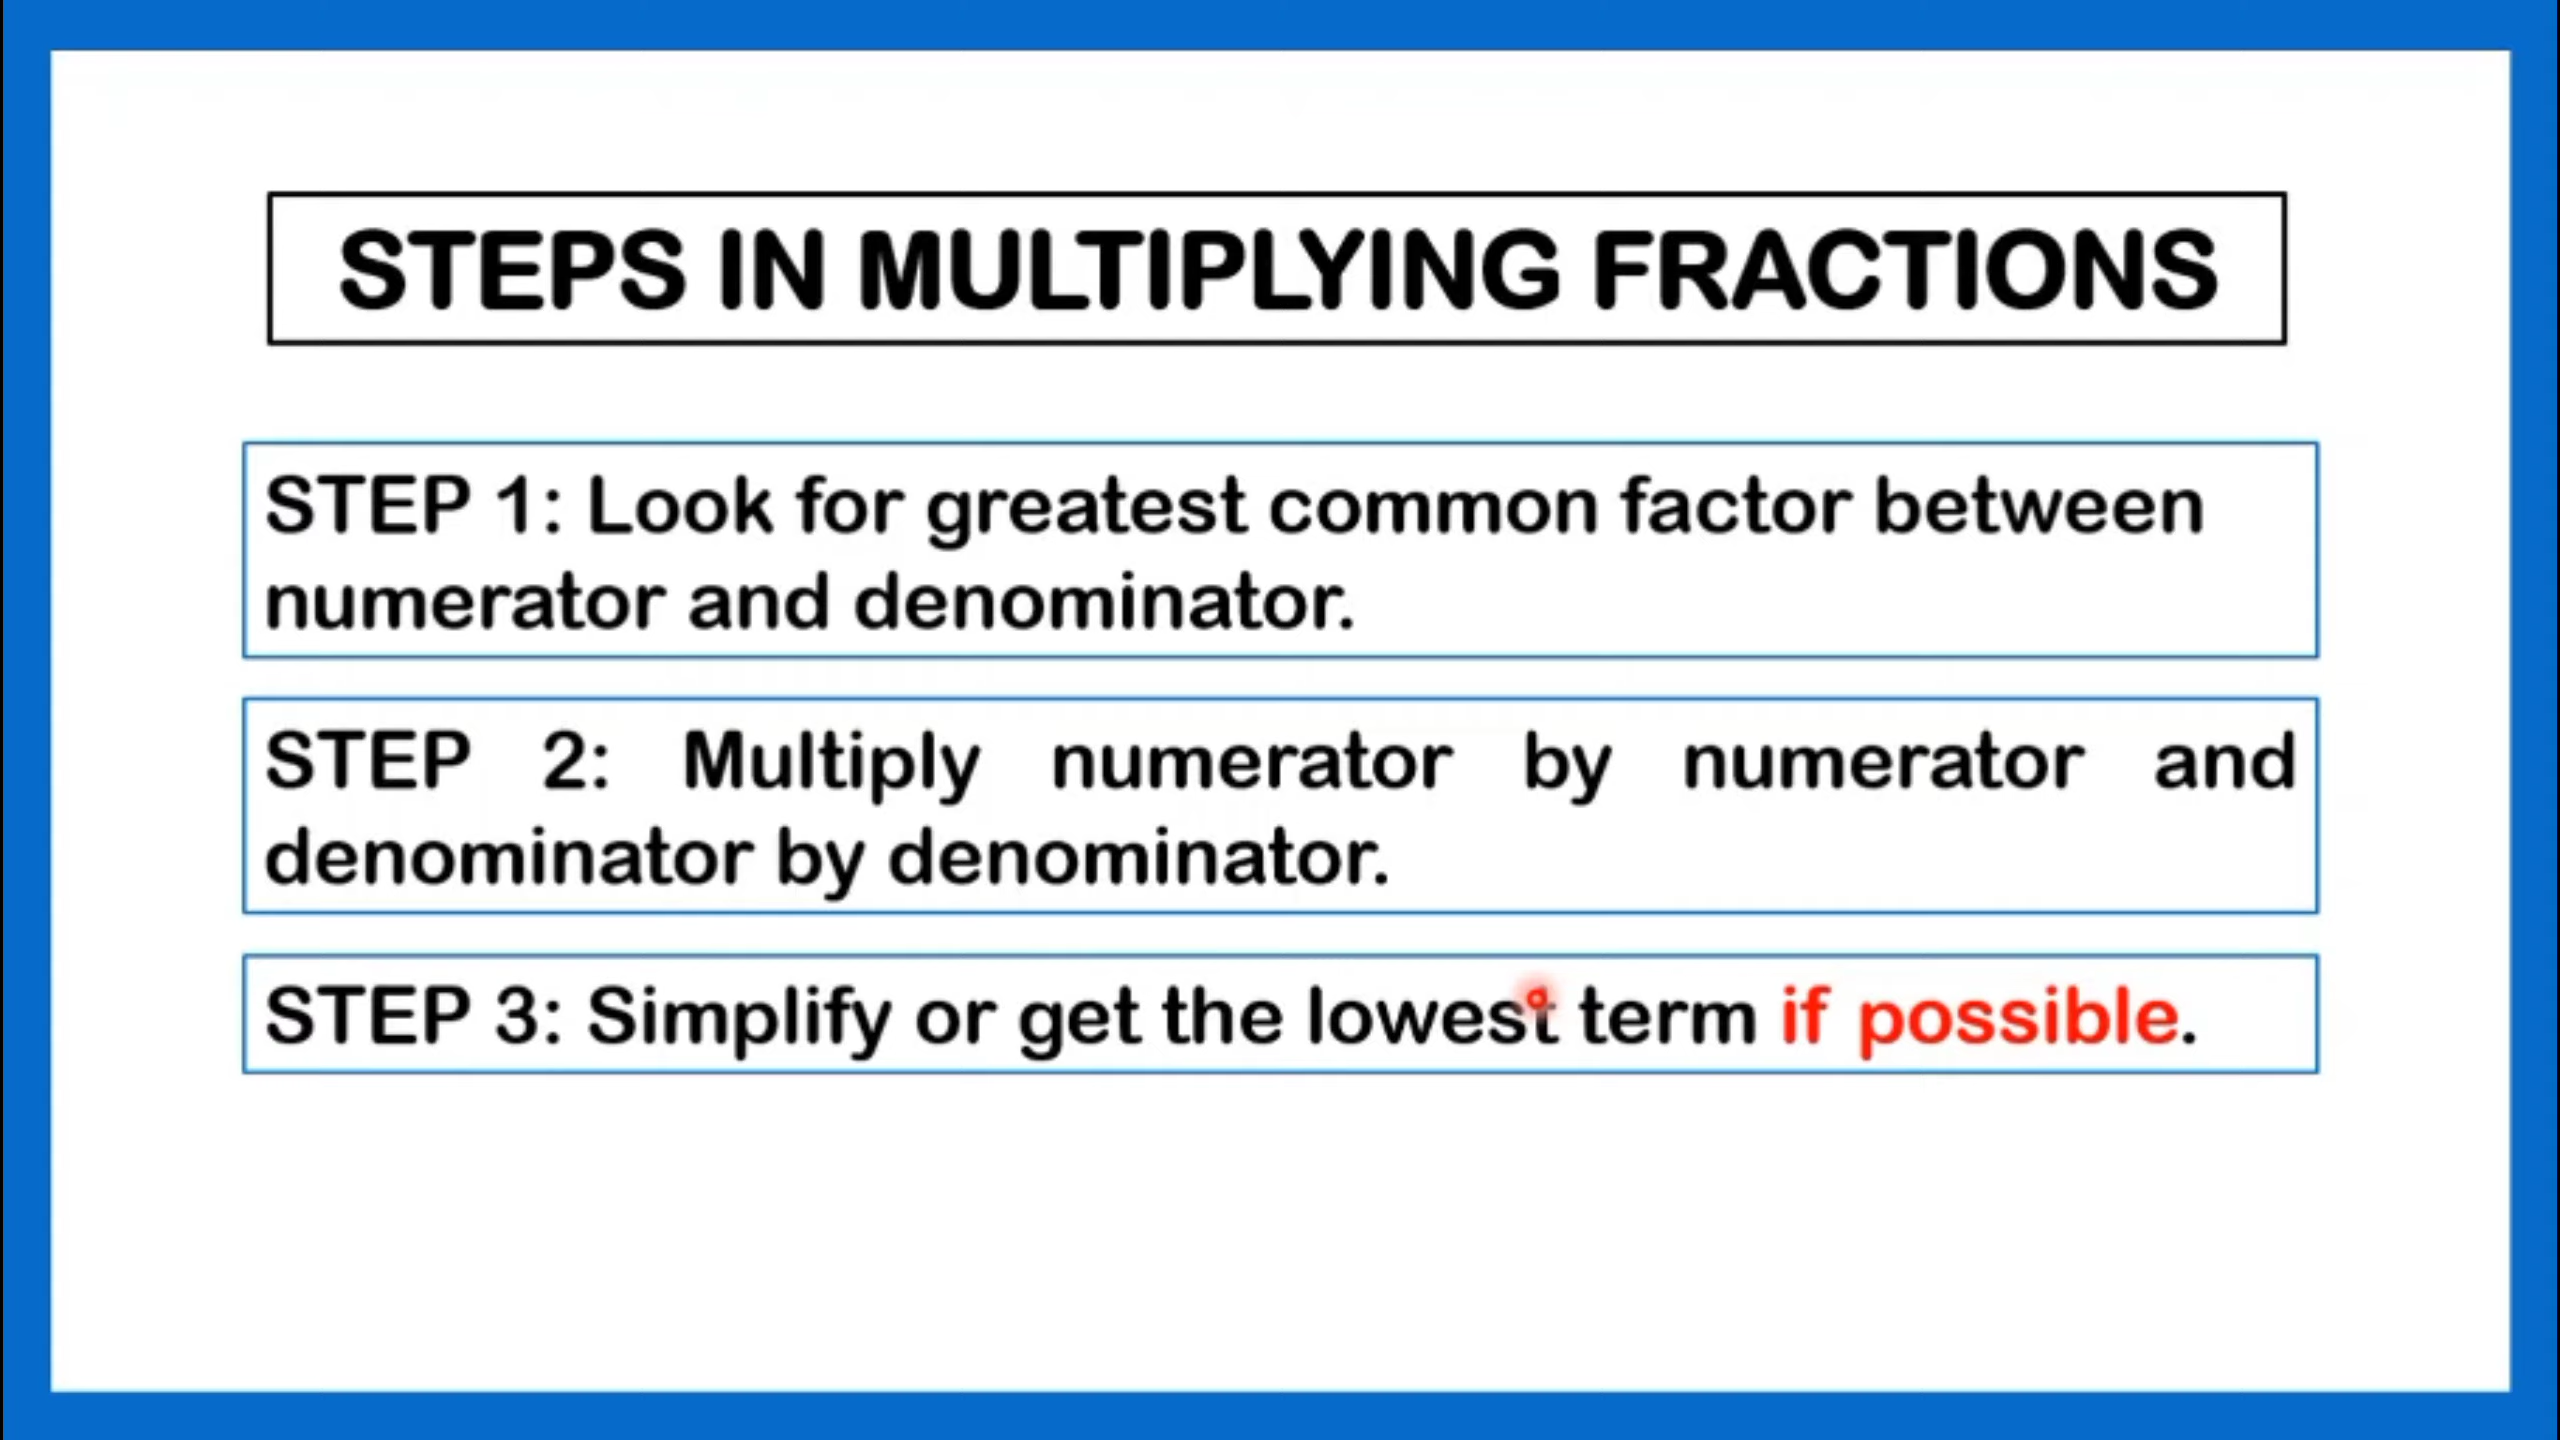 STEPS IN MULTIPLYING FRACTIONS
STEP 1: Look for greatest common factor between
numerator and denominator.
STEP 2: Multiply numerator by numerator and
denominator by denominator.
STEP 3: Simplify or get the lowest term if possible.